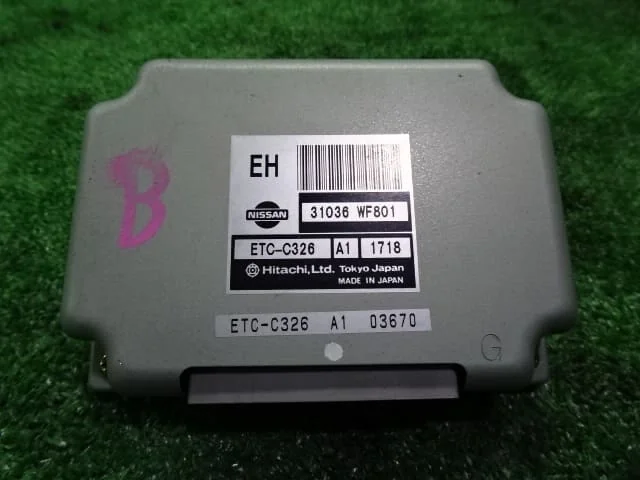 B
EH
NISSAN 31036 WF801
ETC-C326 A1 1718
Hitachi, Ltd. Tokyo Japan
MADE IN JAPAN
ETC-C326 A1 03670
G